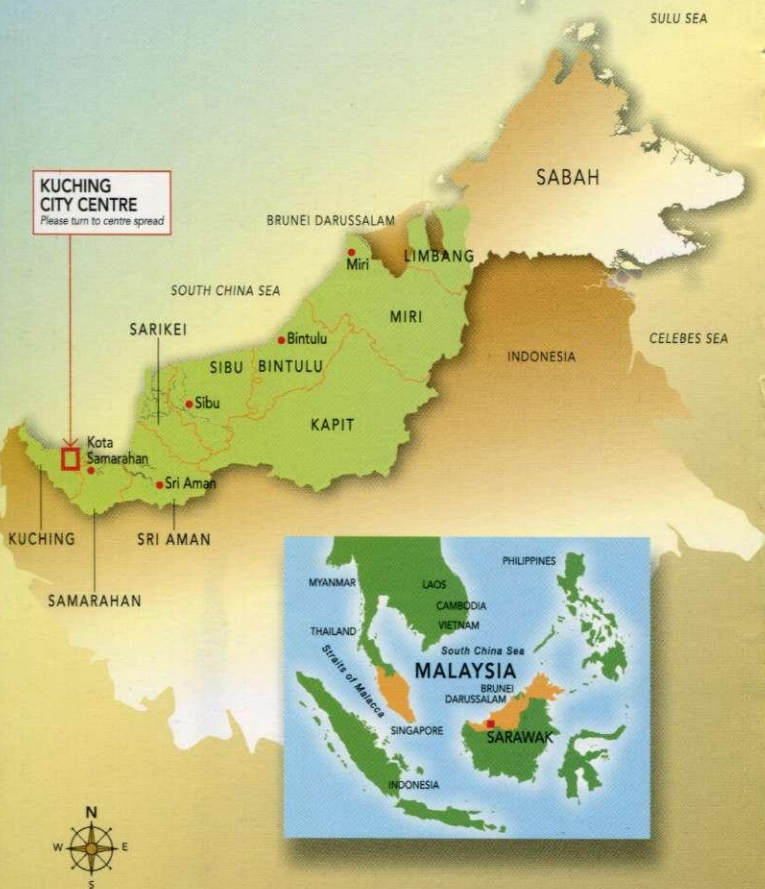 SULU SEA
SABAH
KUCHING
CITY CENTRE
Please turn to centre spread
BRUNEI DARUSSALAM
LIMBANG
Miri
SOUTH CHINA SEA
MIRI
SARIKEI
Bintulu
CELEBES SEA
INDONESIA
SIBU
BINTULU
Sibu
KAPIT
Kota
Samarahan
Sri Aman
KUCHING
SRI AMAN
SAMARAHAN
PHILIPPINES
MYANMAR
LAOS
CAMBODIA
VIETNAM
THAILAND
South China Sea
Straits of Malacca
MALAYSIA
BRUNEI
DARUSSALAM
SINGAPORE
SARAWAK
INDONESIA
N
W
E
S